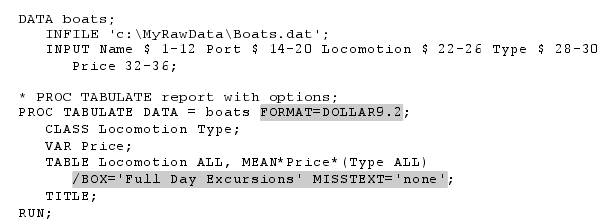 DATA boats;
INFILE 'c:\MyRawData\Boats.dat';
INPUT Name $ 1-12 Port $ 14-20 Locomotion $ 22-26 Type $ 28-30
Price 32-36;
* PROC TABULATE report with options;
PROC TABULATE DATA = boats FORMAT=DOLLAR9.2;
CLASS Locomotion Type;
VAR Price;
TABLE Locomotion ALL, MEAN*Price*(Type ALL)
/BOX='Full Day Excursions' MISSTEXT='none';
TITLE;
RUN;